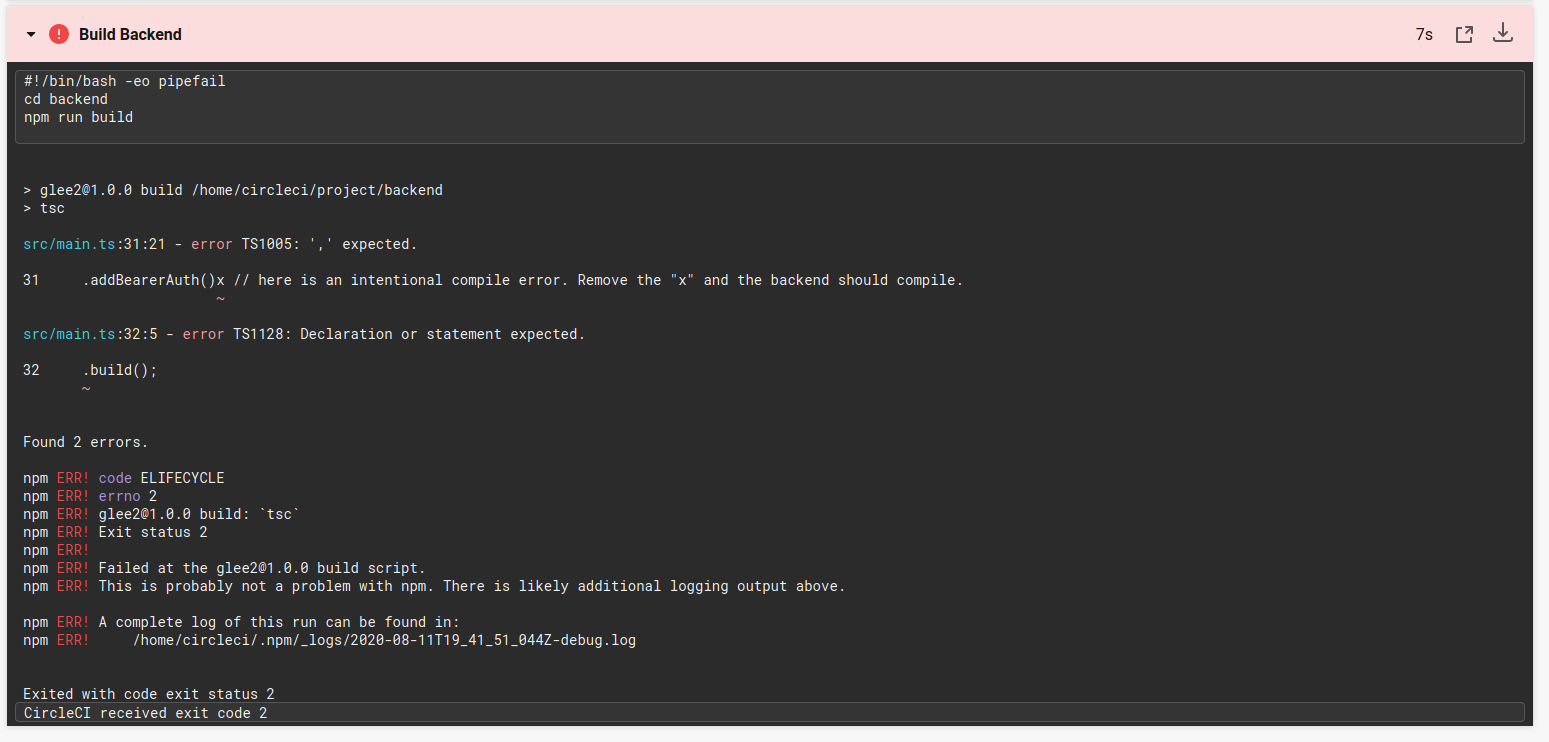 Build Backend
7s
#!/bin/bash -eo pipefail
cd backend
npm run build
> glee2@1.0.0 build /home/circleci/project/backend
> tsc
src/main.ts:31:21 - error TS1005: ',' expected.
31     .addBearerAuth()x // here is an intentional compile error. Remove the "x" and the backend should compile.
~
src/main.ts:32:5 - error TS1128: Declaration or statement expected.
32     .build();
~
Found 2 errors.
npm ERR! code ELIFECYCLE
npm ERR! errno 2
npm ERR! glee2@1.0.0 build: `tsc`
npm ERR! Exit status 2
npm ERR!
npm ERR! Failed at the glee2@1.0.0 build script.
npm ERR! This is probably not a problem with npm. There is likely additional logging output above.
npm ERR! A complete log of this run can be found in:
npm ERR!     /home/circleci/.npm/_logs/2020-08-11T19_41_51_044Z-debug.log
Exited with code exit status 2
CircleCI received exit code 2